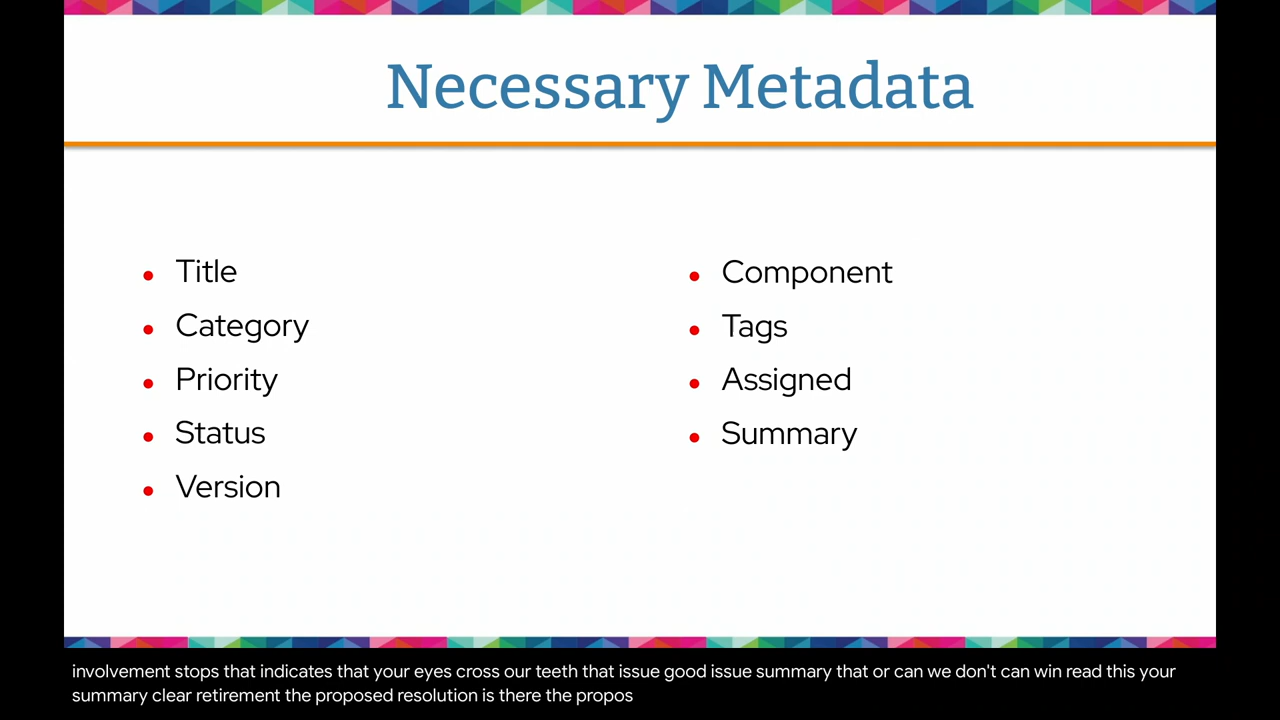 Necessary Metadata
Title
Category
Priority
Status
Version
Component
Tags
Assigned
Summary
involvement stops that indicates that your eyes cross our teeth that issue good issue summary that or can we don't can win read this your
summary clear retirement the proposed resolution is there the propos